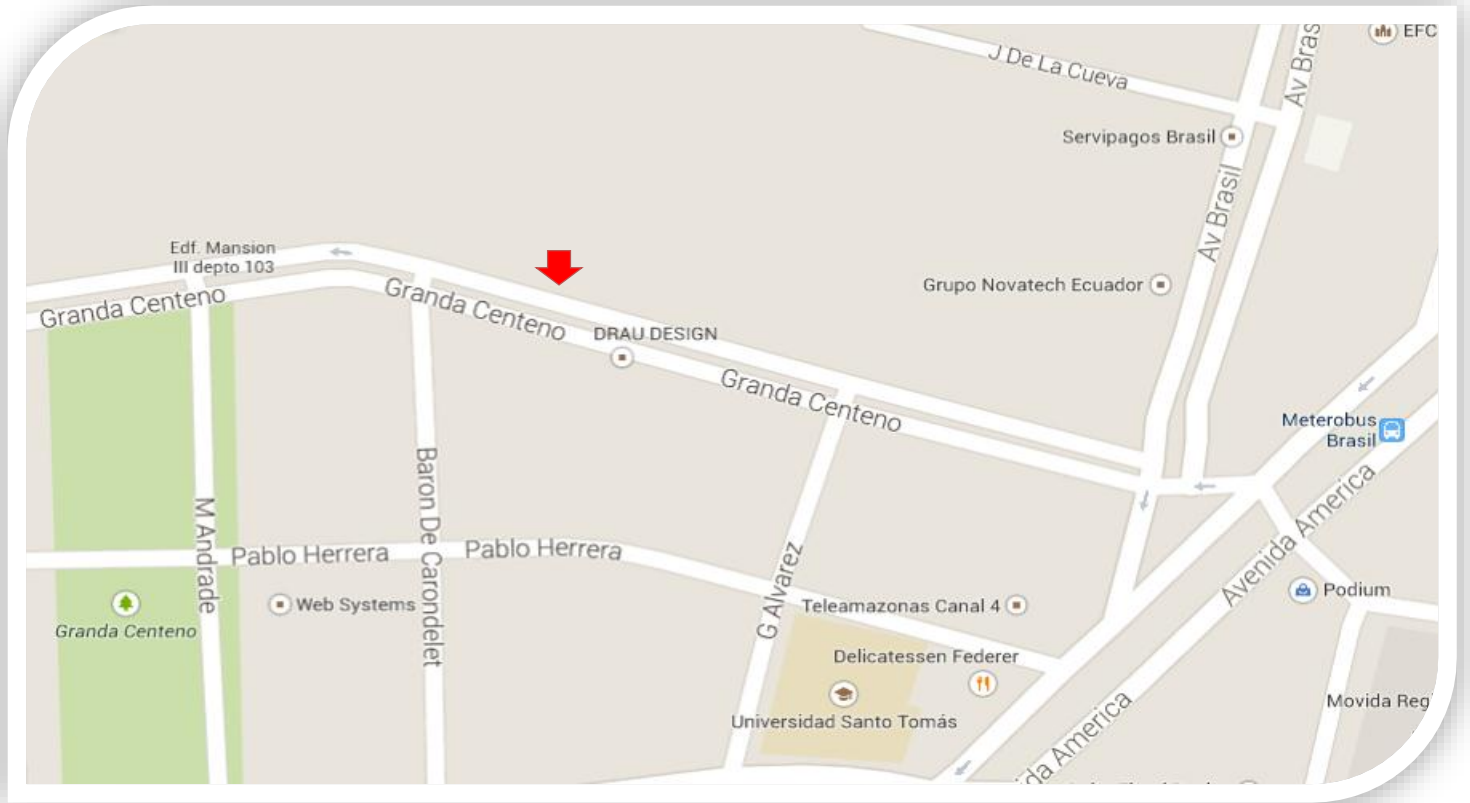 EFC
J De La Cueva
Av Bras
Servipagos Brasil
Av Brasil
Edf. Mansion
III depto 103
Granda Centeno
Granda Centeno
Grupo Novatech Ecuador
DRAU DESIGN
Granda Centeno
Meterobus
Brasil
Baron De Carondelet
M Andrade
Avenida America
Pablo Herrera
Pablo Herrera
G Alvarez
Web Systems
Teleamazonas Canal 4
Podium
Granda Centeno
Delicatessen Federer
Universidad Santo Tomás
Movida Reg
da America